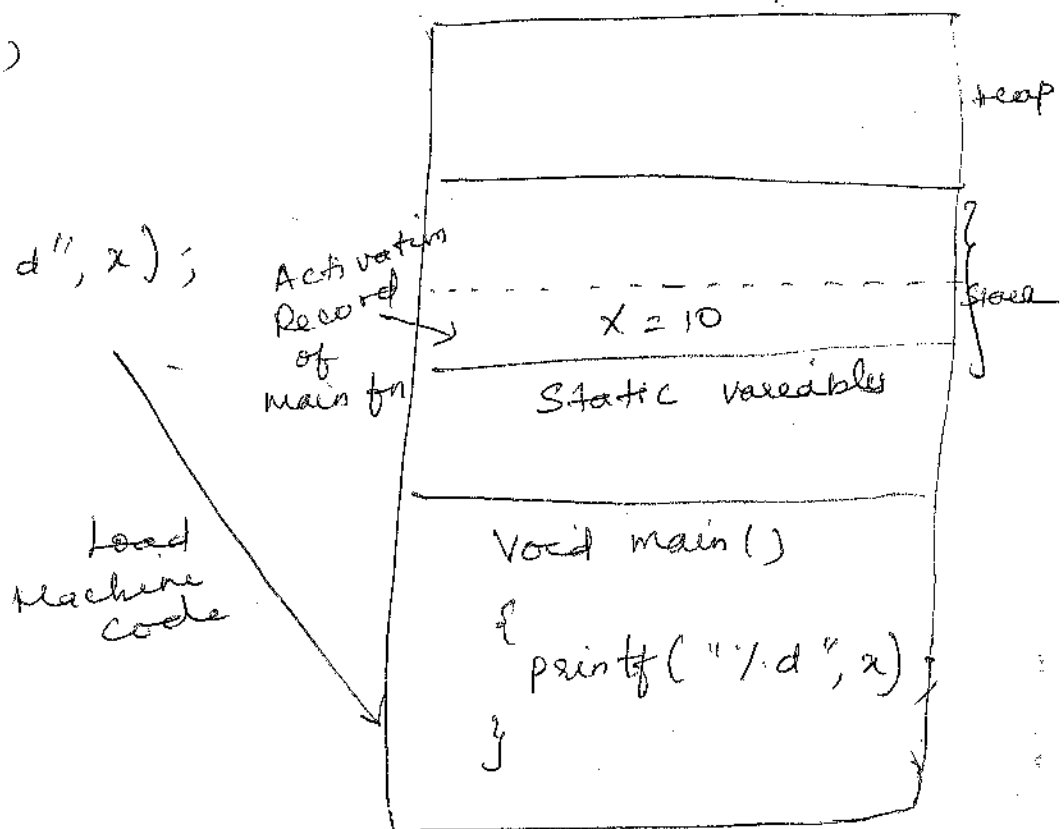 )
Heap
d", x);
Activation
Record
of
main fn
x = 10
Stack
Static variables
Load
Machine
code
Void main()
{
printf("%d", x);
}